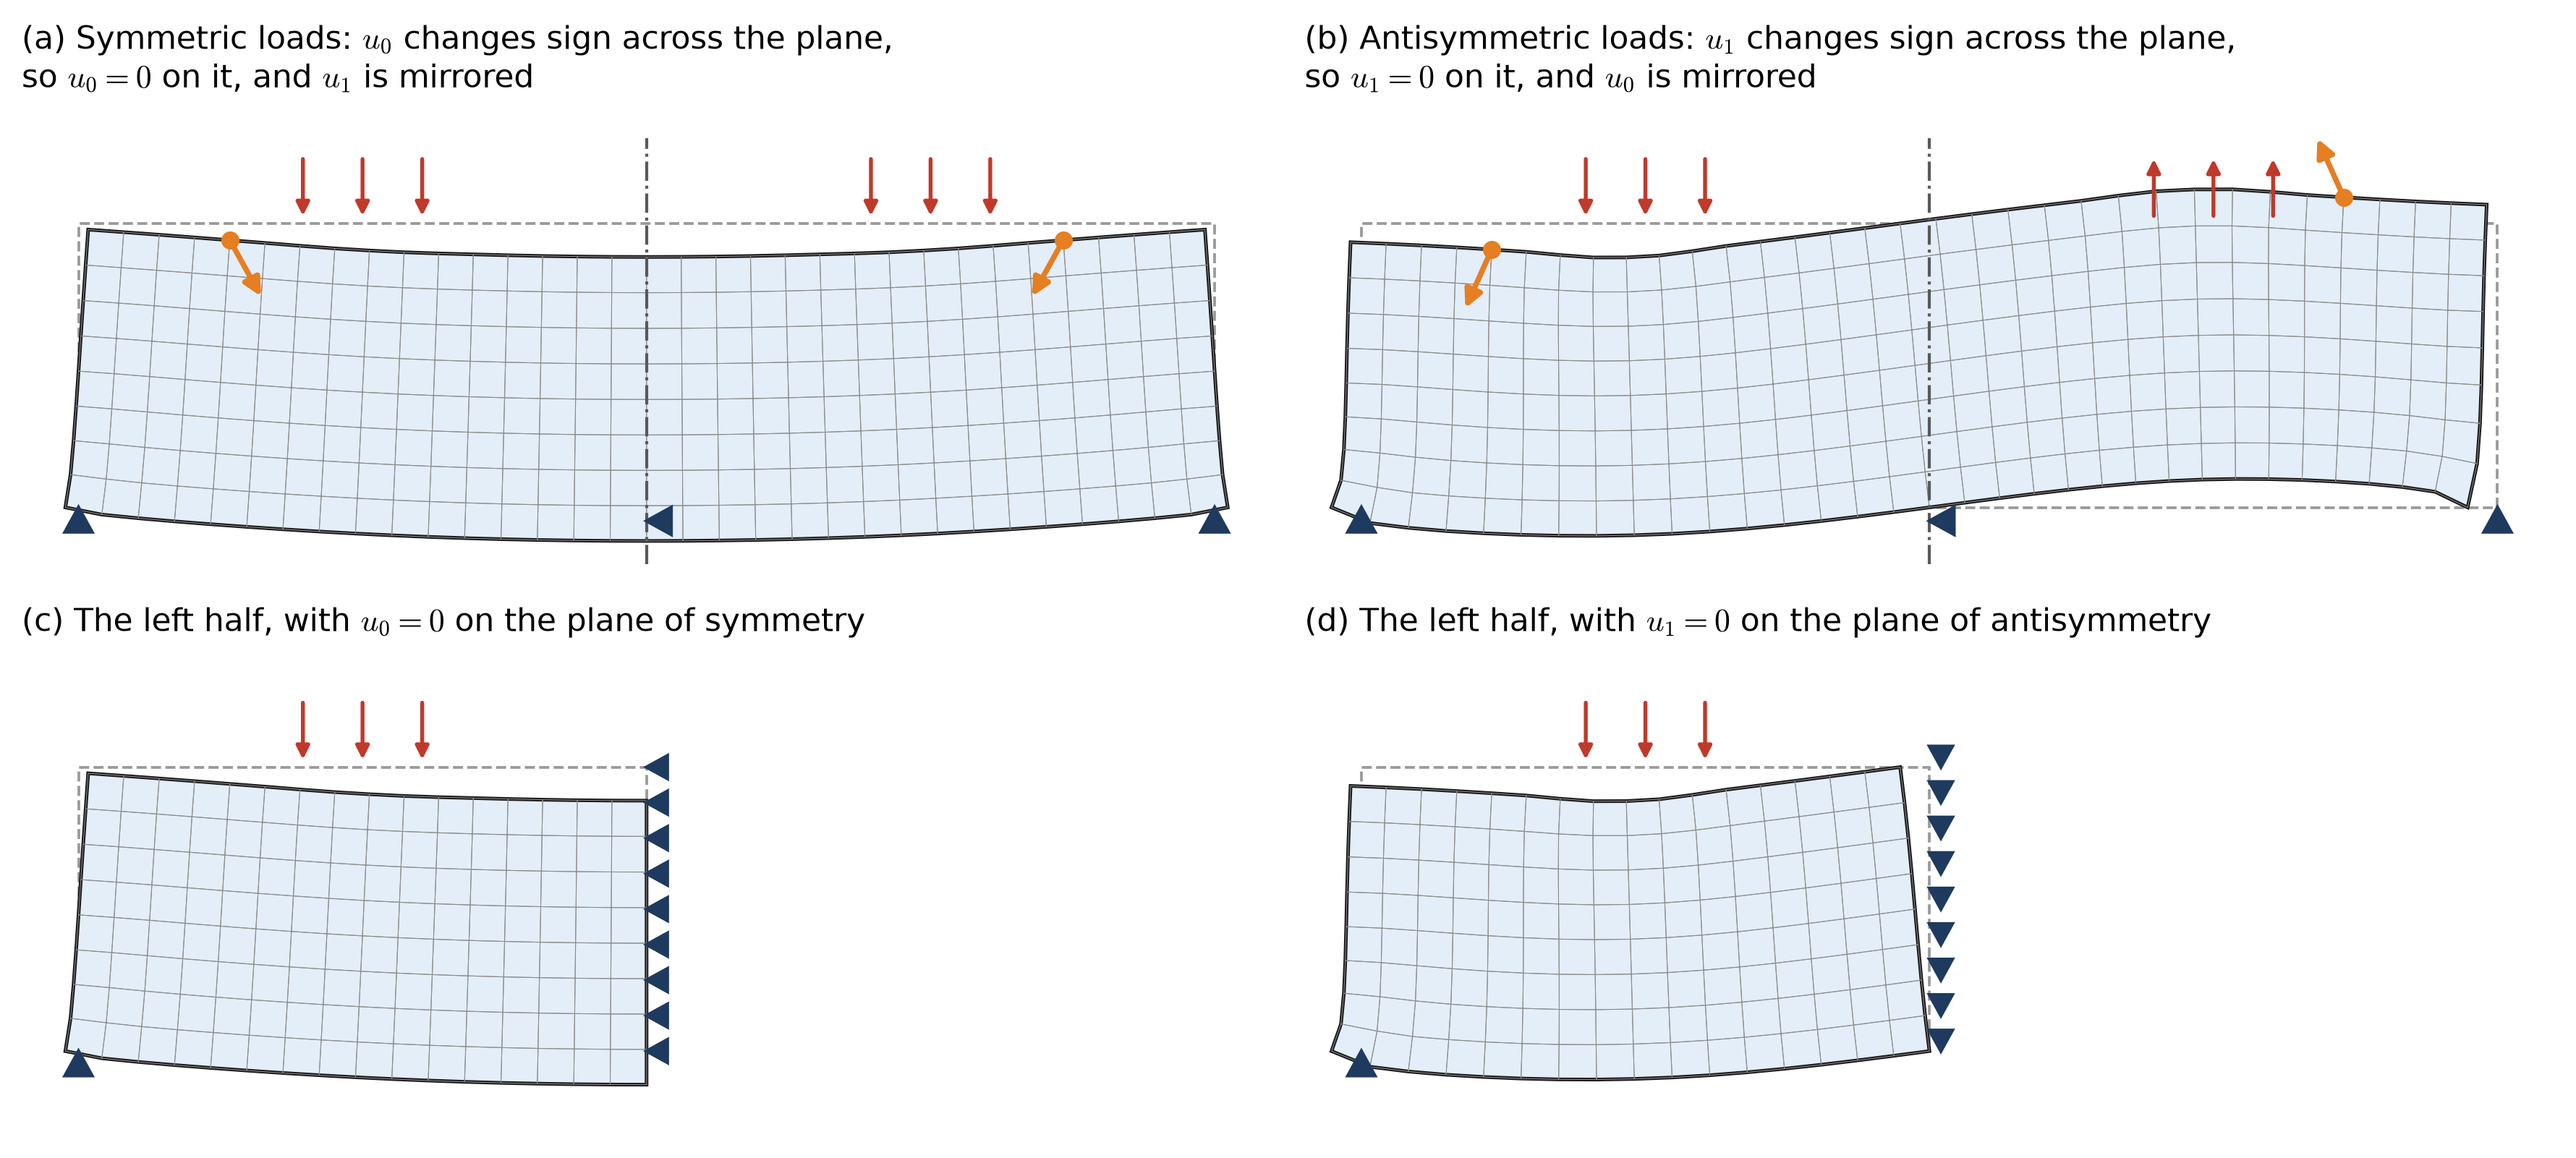 (a) Symmetric loads: u₀ changes sign across the plane,
so u₀ = 0 on it, and u₁ is mirrored
(b) Antisymmetric loads: u₁ changes sign across the plane,
so u₁ = 0 on it, and u₀ is mirrored
(c) The left half, with u₀ = 0 on the plane of symmetry
(d) The left half, with u₁ = 0 on the plane of antisymmetry